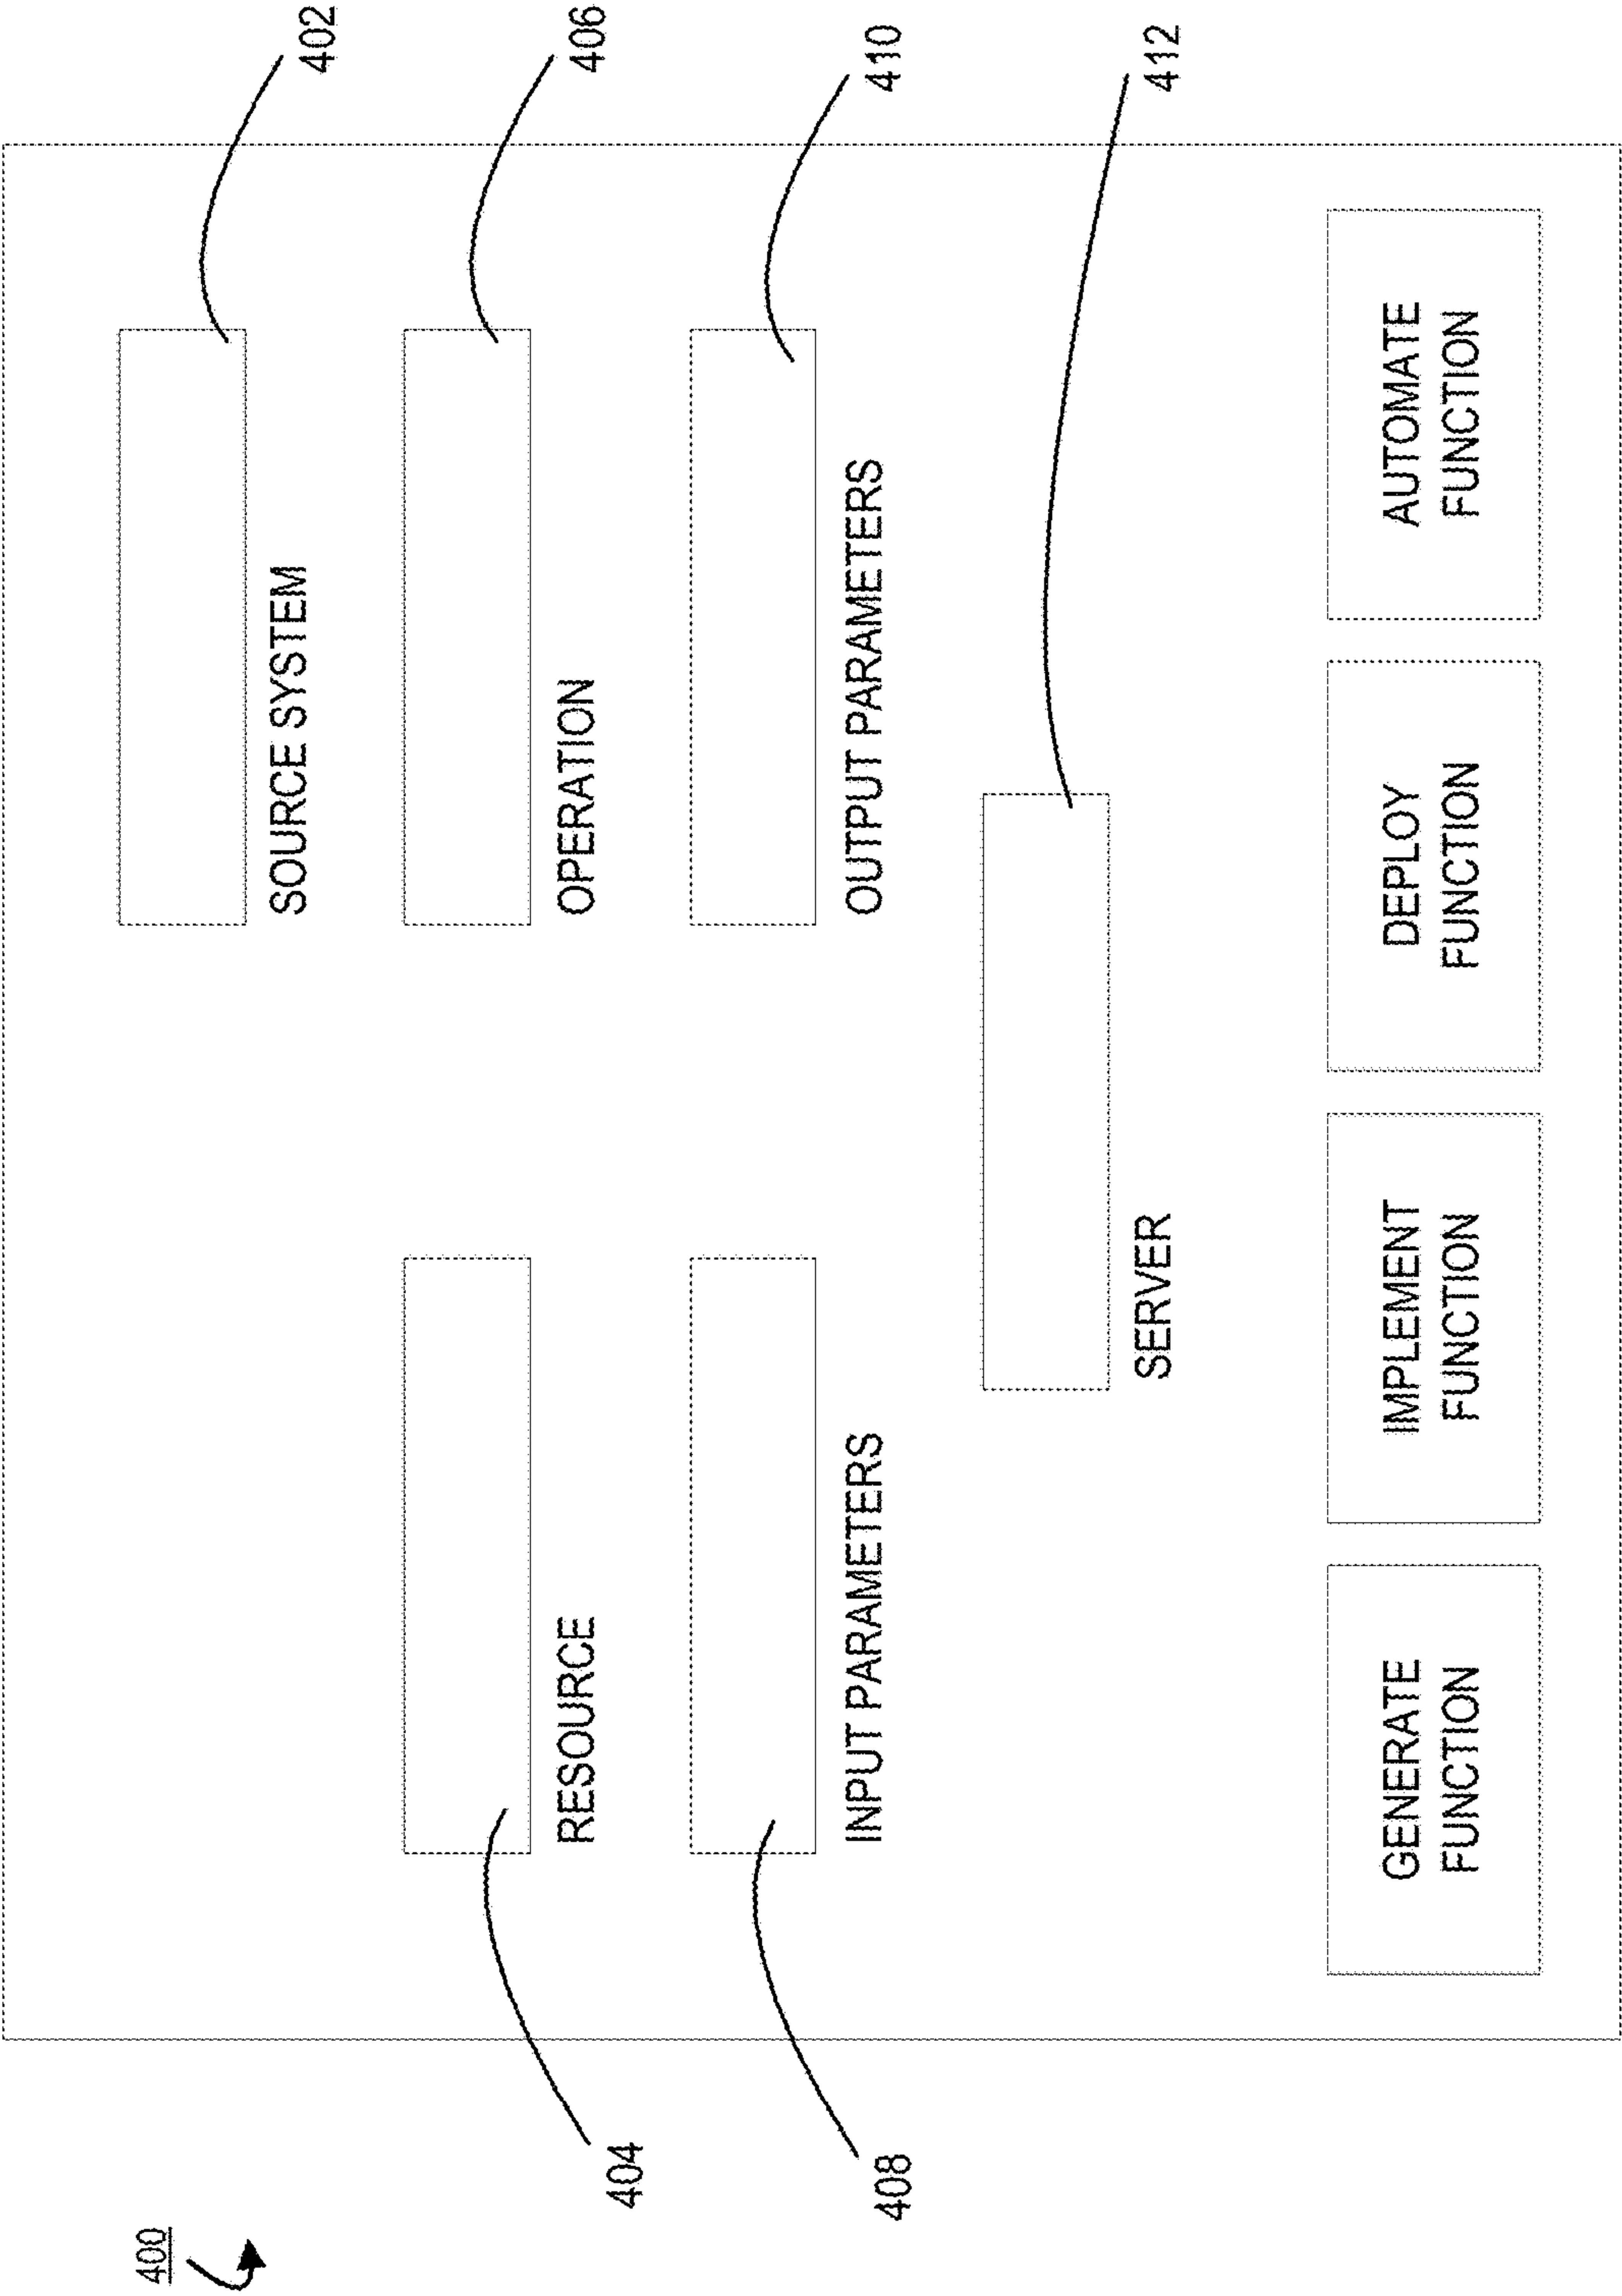 400
402
SOURCE SYSTEM
404
406
RESOURCE
OPERATION
408
410
INPUT PARAMETERS
OUTPUT PARAMETERS
412
SERVER
GENERATE
FUNCTION
IMPLEMENT
FUNCTION
DEPLOY
FUNCTION
AUTOMATE
FUNCTION